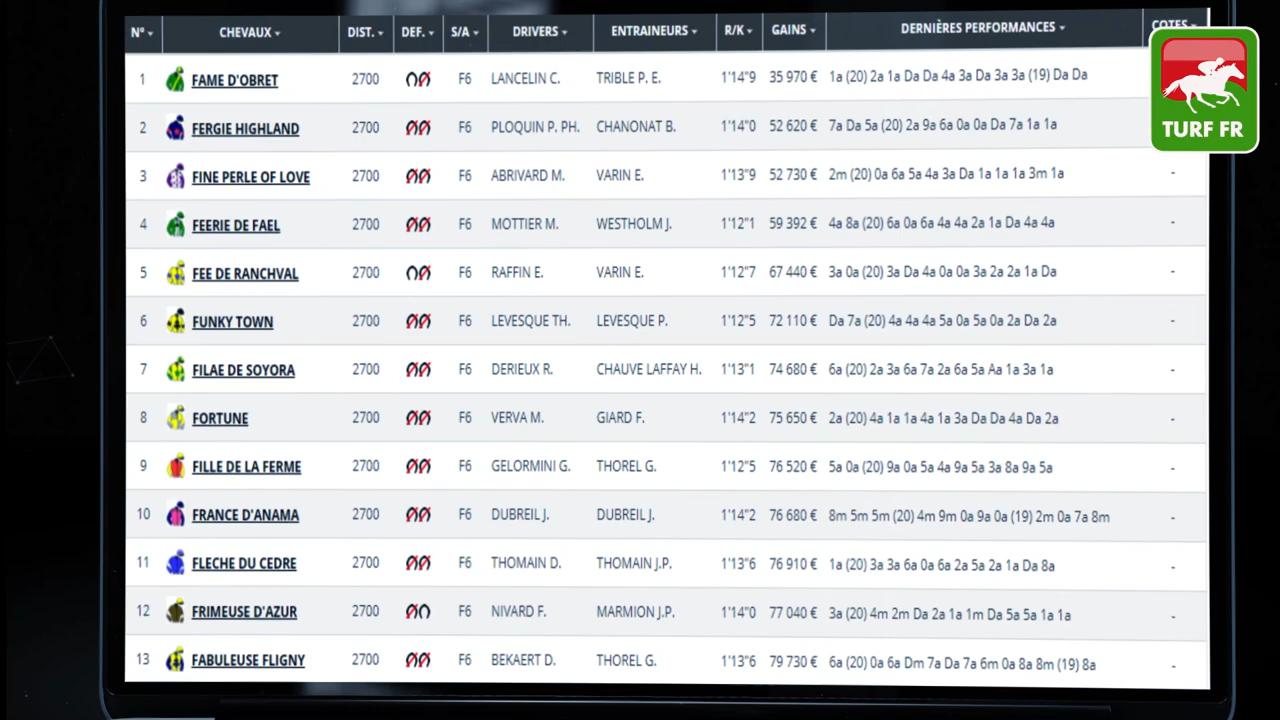 N° CHEVAUX DIST. DEF. S/A DRIVERS ENTRAINEURS R/K GAINS DERNIÈRES PERFORMANCES COTES
1 FAME D'OBRET 2700 F6 LANCELIN C. TRIBLE P. E. 1'14"9 35 970 € 1a (20) 2a 1a Da Da 4a 3a Da 3a 3a (19) Da Da
TURF FR
2 FERGIE HIGHLAND 2700 F6 PLOQUIN P. PH. CHANONAT B. 1'14"0 52 620 € 7a Da 5a (20) 2a 9a 6a 0a 0a Da 7a 1a 1a
3 FINE PERLE OF LOVE 2700 F6 ABRIVARD M. VARIN E. 1'13"9 52 730 € 2m (20) 0a 6a 5a 4a 3a Da 1a 1a 1a 3m 1a -
4 FEERIE DE FAEL 2700 F6 MOTTIER M. WESTHOLM J. 1'12"1 59 392 € 4a 8a (20) 6a 0a 6a 4a 4a 2a 1a Da 4a 4a -
5 FEE DE RANCHVAL 2700 F6 RAFFIN E. VARIN E. 1'12"7 67 440 € 3a 0a (20) 3a Da 4a 0a 0a 3a 2a 2a 1a Da -
6 FUNKY TOWN 2700 F6 LEVESQUE TH. LEVESQUE P. 1'12"5 72 110 € Da 7a (20) 4a 4a 4a 5a 0a 5a 0a 2a Da 2a -
7 FILAE DE SOYORA 2700 F6 DERIEUX R. CHAUVE LAFFAY H. 1'13"1 74 680 € 6a (20) 2a 3a 6a 7a 2a 6a 5a Aa 1a 3a 1a -
8 FORTUNE 2700 F6 VERVA M. GIARD F. 1'14"2 75 650 € 2a (20) 4a 1a 1a 4a 1a 3a Da Da 4a Da 2a -
9 FILLE DE LA FERME 2700 F6 GELORMINI G. THOREL G. 1'12"5 76 520 € 5a 0a (20) 9a 0a 5a 4a 9a 5a 3a 8a 9a 5a -
10 FRANCE D'ANAMA 2700 F6 DUBREIL J. DUBREIL J. 1'14"2 76 680 € 8m 5m 5m (20) 4m 9m 0a 9a 0a (19) 2m 0a 7a 8m -
11 FLECHE DU CEDRE 2700 F6 THOMAIN D. THOMAIN J.P. 1'13"6 76 910 € 1a (20) 3a 3a 6a 0a 6a 2a 5a 2a 1a Da 8a -
12 FRIMEUSE D'AZUR 2700 F6 NIVARD F. MARMION J.P. 1'14"0 77 040 € 3a (20) 4m 2m Da 2a 1a 1m Da 5a 5a 1a 1a -
13 FABULEUSE FLIGNY 2700 F6 BEKAERT D. THOREL G. 1'13"6 79 730 € 6a (20) 0a 6a Dm 7a Da 7a 6m 0a 8a 8m (19) 8a -